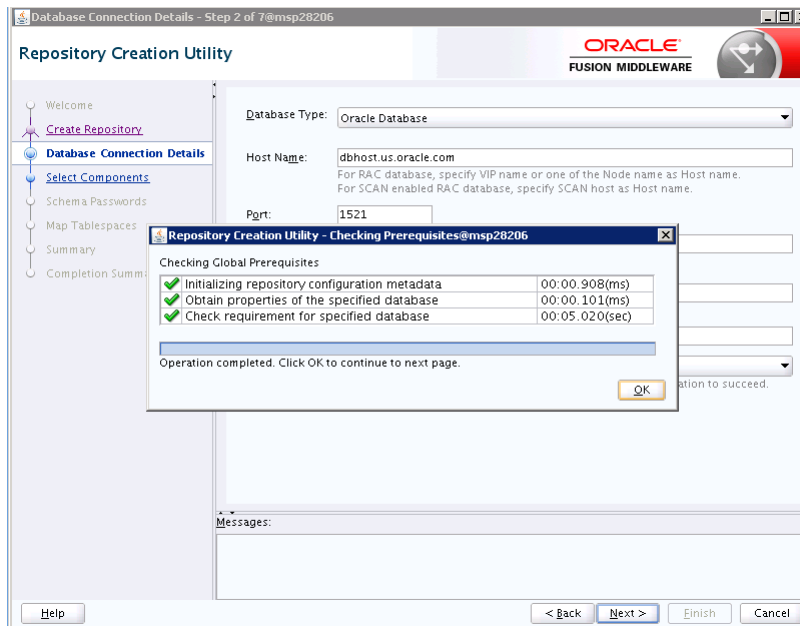 Database Connection Details - Step 2 of 7@msp28206
Repository Creation Utility
ORACLE
FUSION MIDDLEWARE
Welcome
Create Repository
Database Connection Details
Select Components
Schema Passwords
Map Tablespaces
Summary
Completion Summ
Database Type:
Oracle Database
Host Name:
dbhost.us.oracle.com
For RAC database, specify VIP name or one of the Node name as Host name.
For SCAN enabled RAC database, specify SCAN host as Host name.
Port:
1521
Repository Creation Utility - Checking Prerequisites@msp28206
Checking Global Prerequisites
Initializing repository configuration metadata 00:00.908(ms)
Obtain properties of the specified database 00:00.101(ms)
Check requirement for specified database 00:05.020(sec)
Operation completed. Click OK to continue to next page.
OK
ation to succeed.
Messages:
Help
< Back
Next >
Finish
Cancel